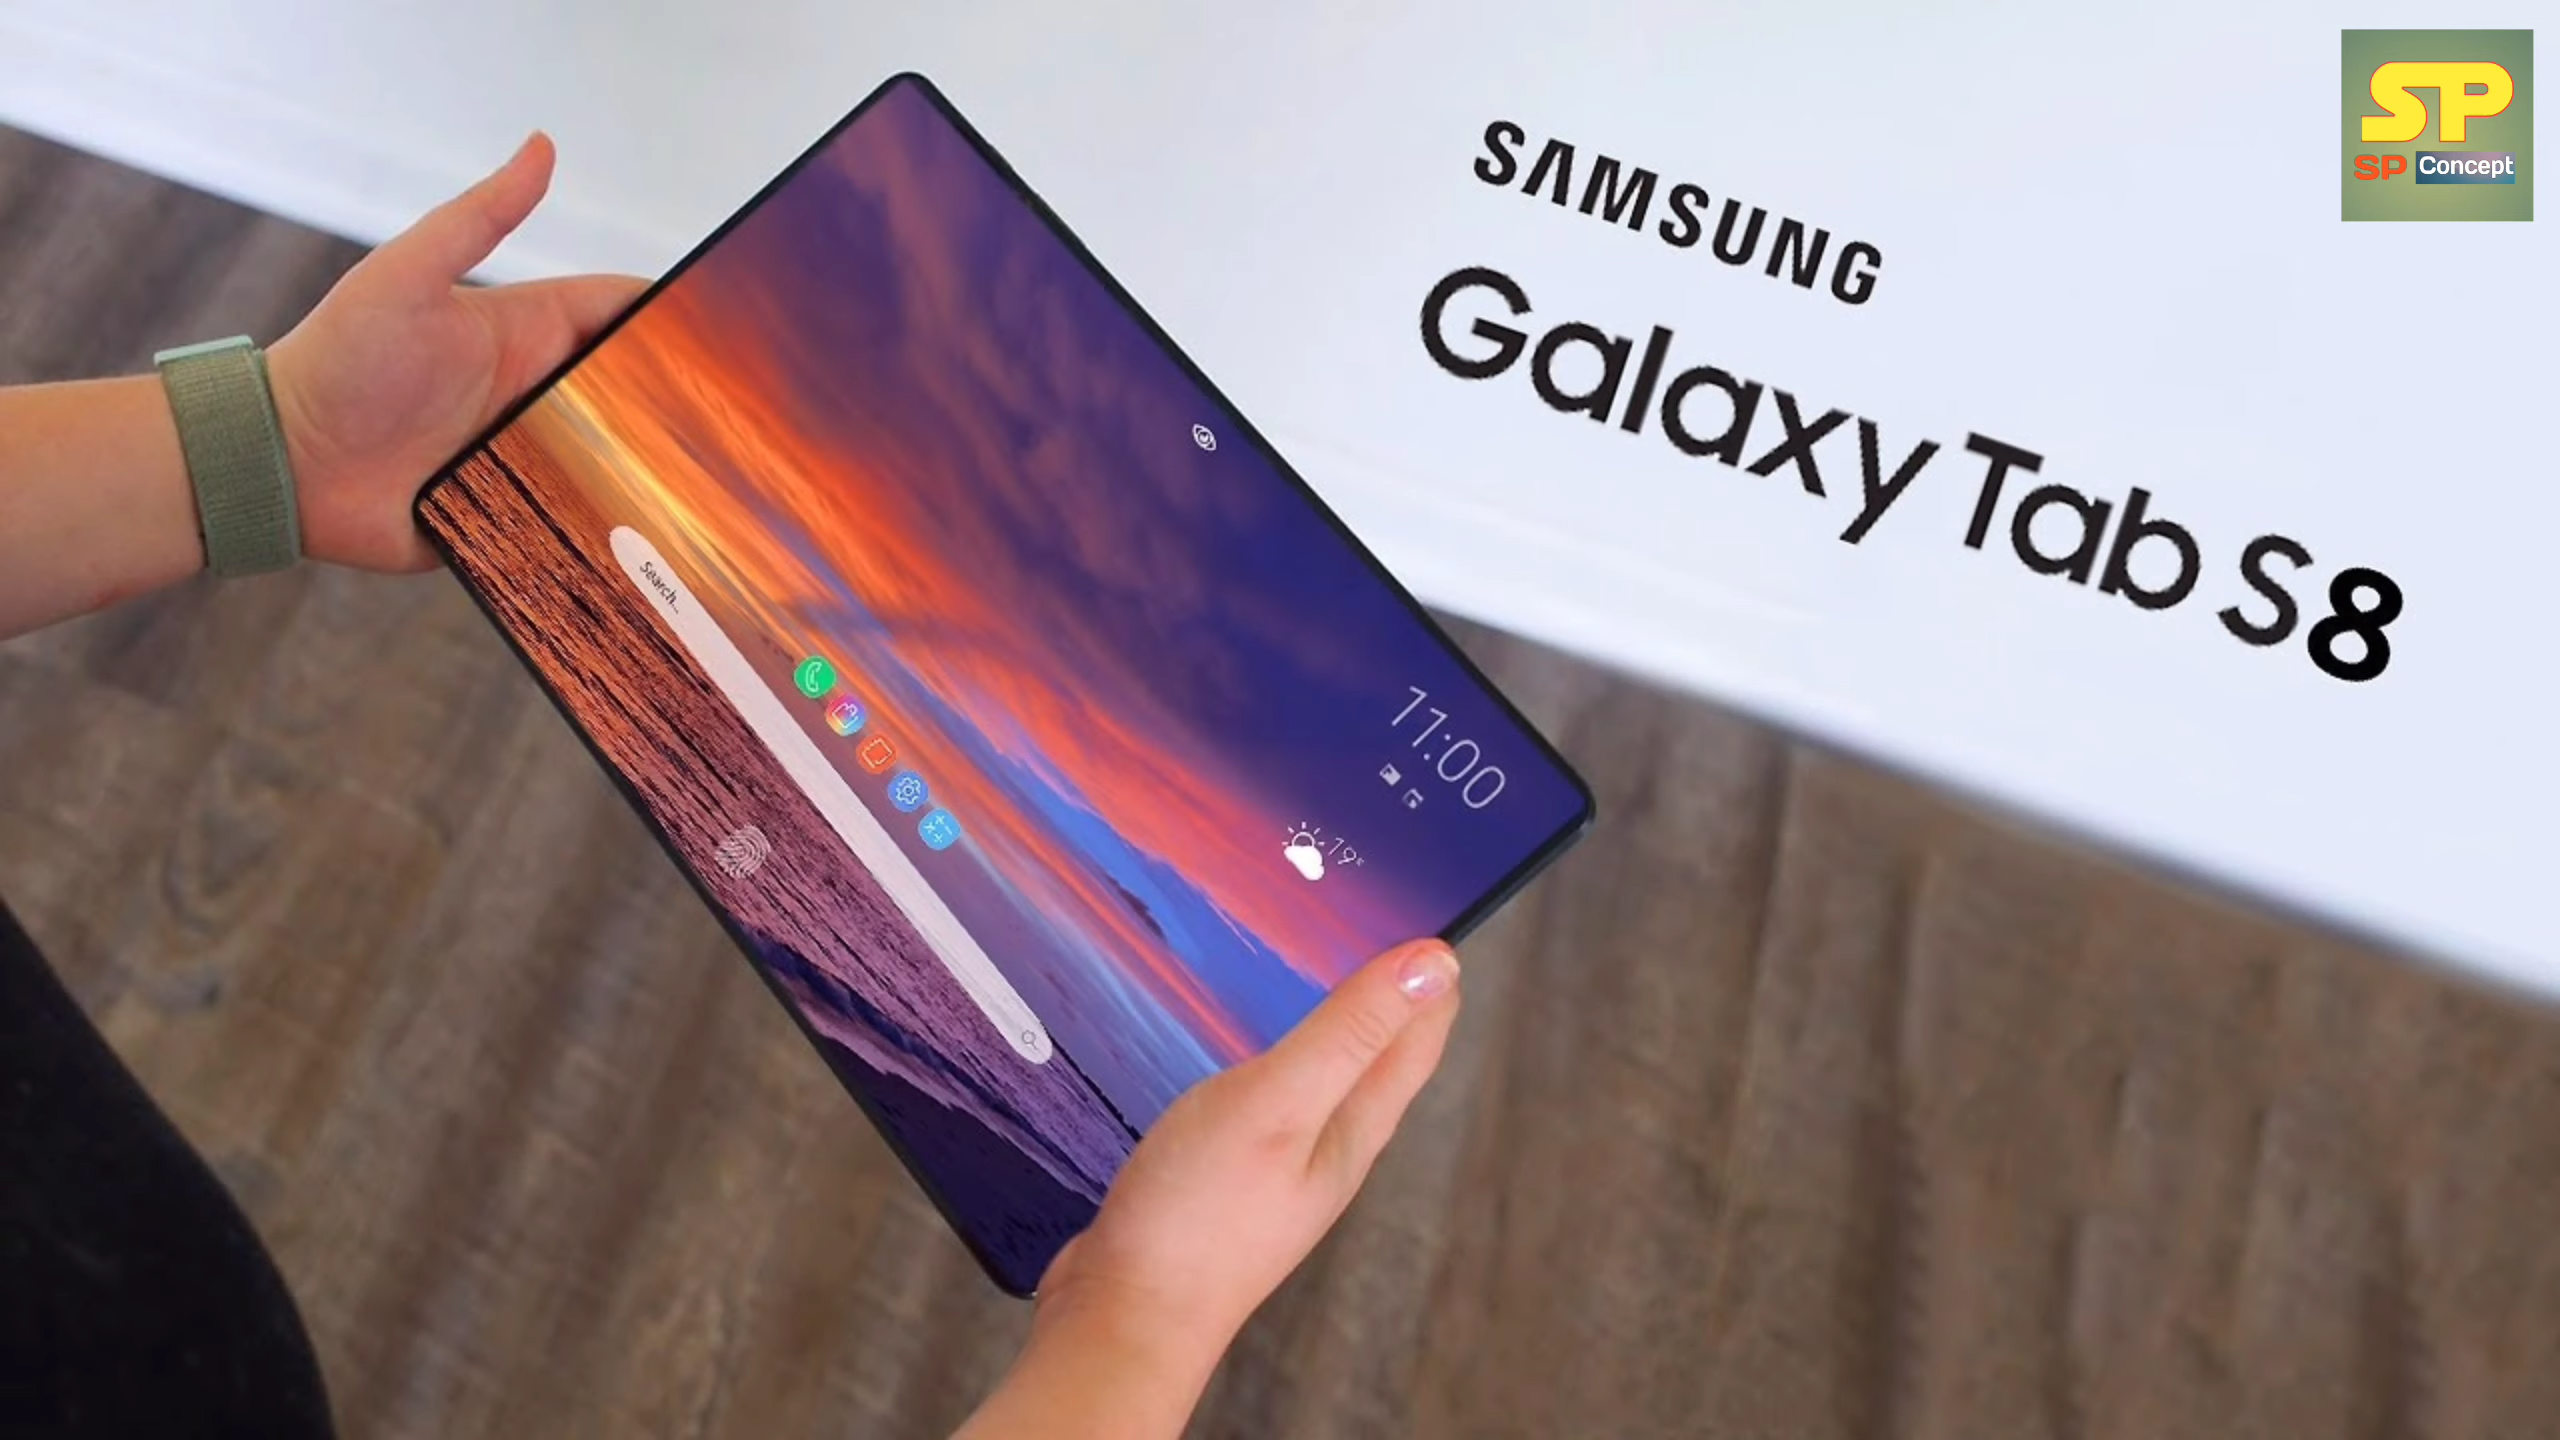 SP
SP Concept
SAMSUNG
Galaxy Tab S8
Search...
11:00
19°